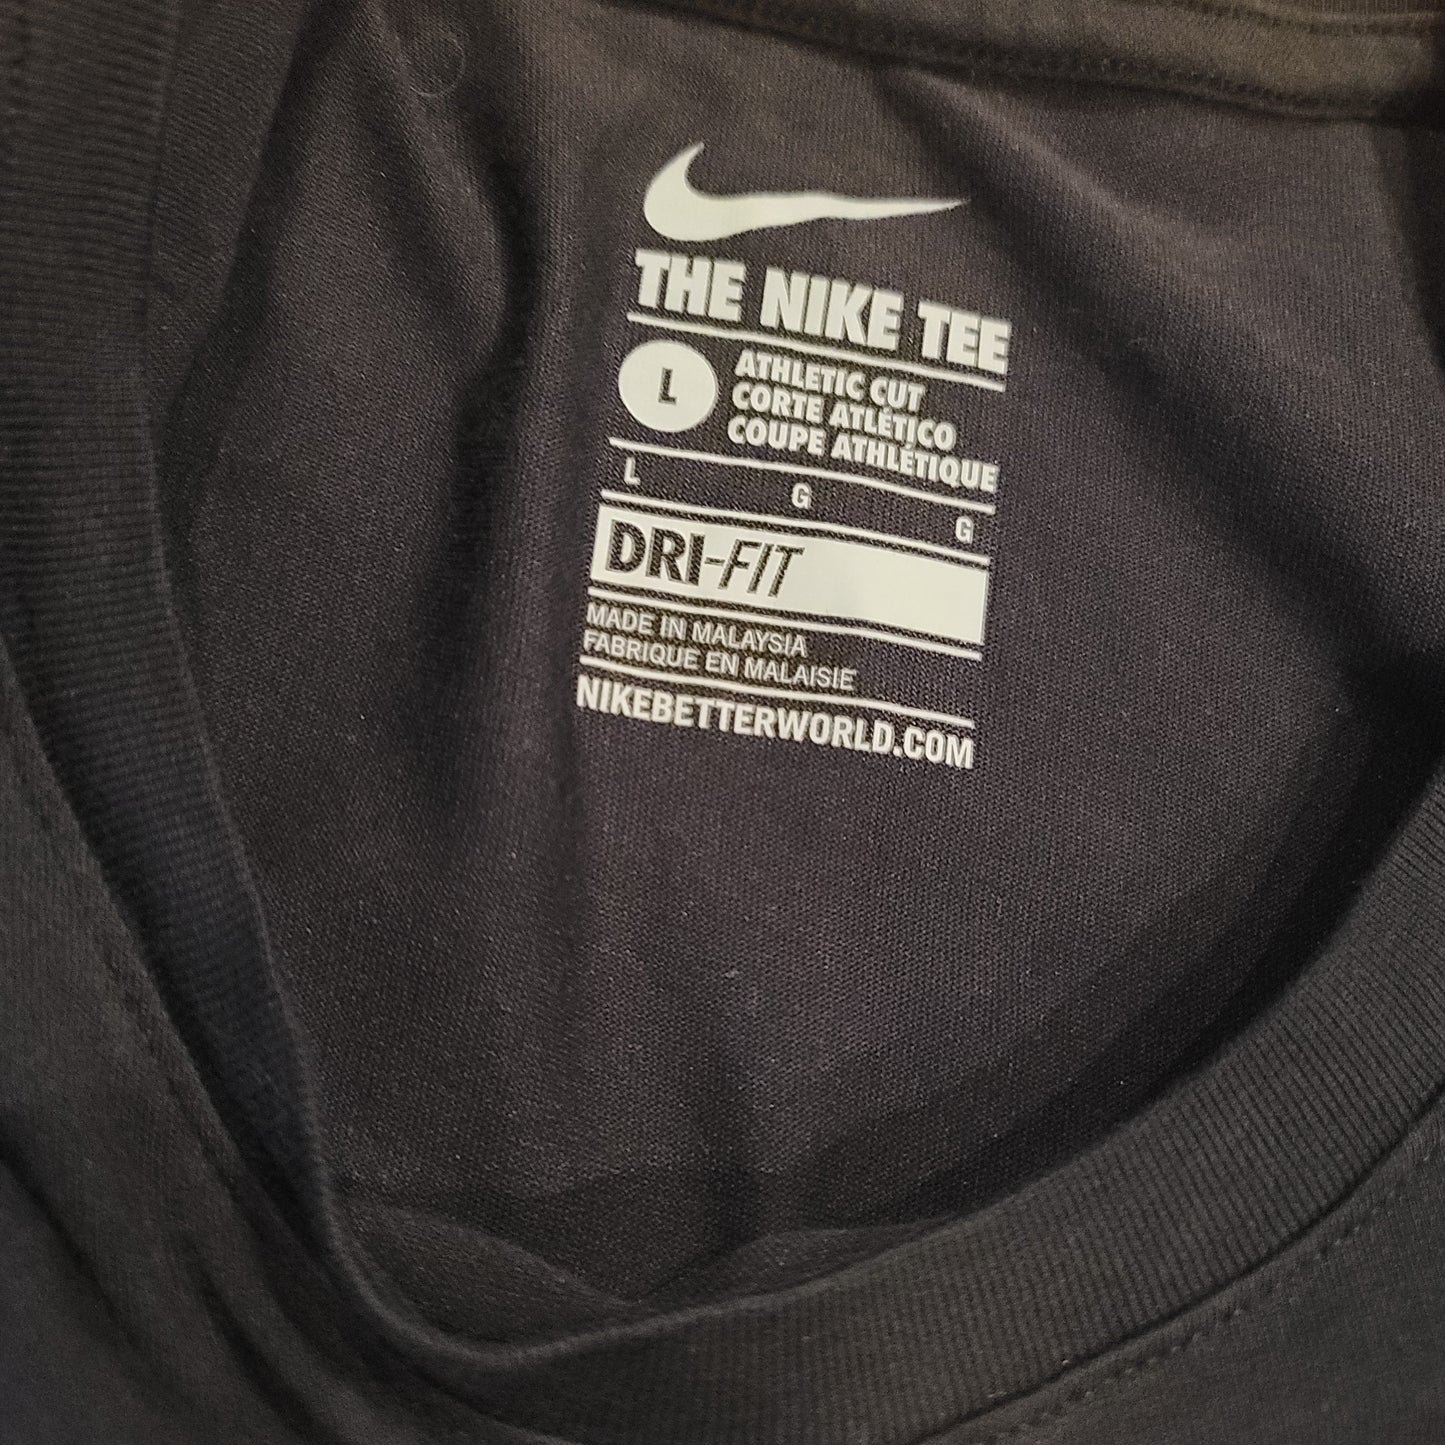 THE NIKE TEE
L
ATHLETIC CUT
CORTE ATLÉTICO
COUPE ATHLÉTIQUE
L G G
DRI-FIT
MADE IN MALAYSIA
FABRIQUE EN MALAISIE
NIKEBETTERWORLD.COM